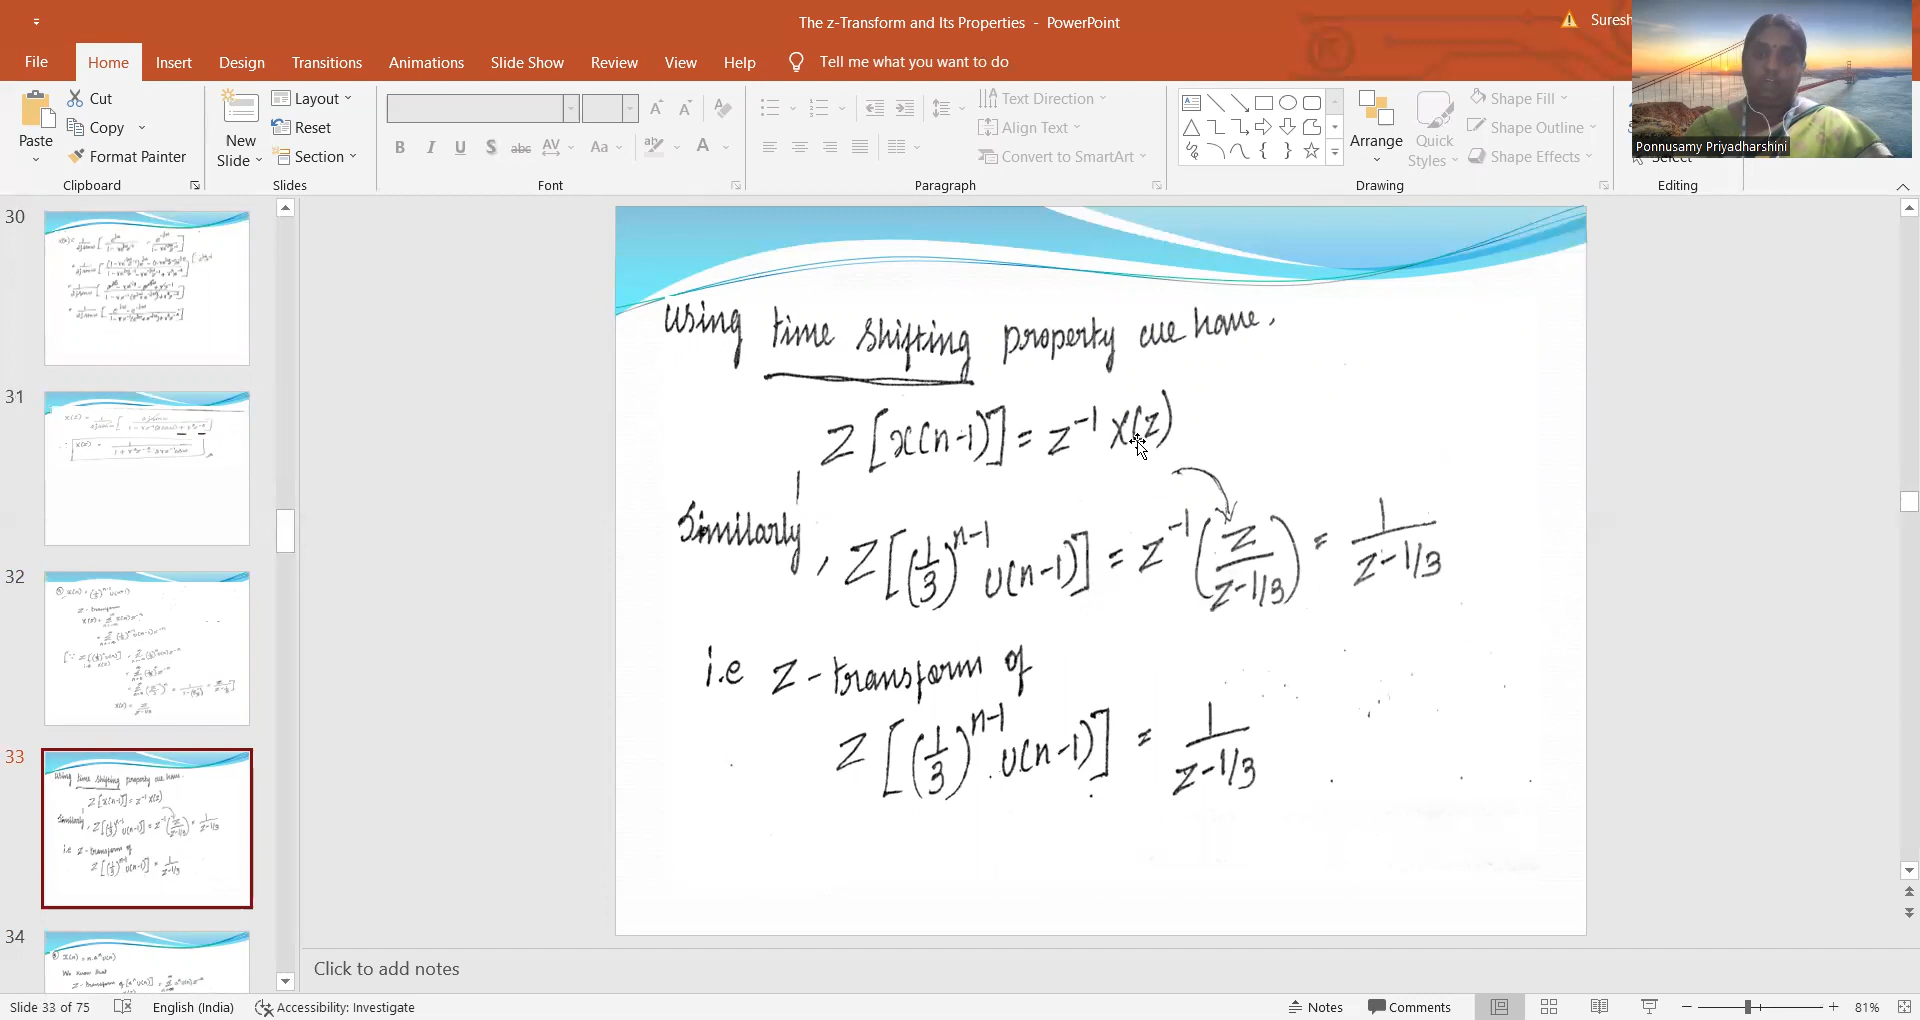 The z-Transform and Its Properties - PowerPoint
Suresh
File Home Insert Design Transitions Animations Slide Show Review View Help Tell me what you want to do
Paste
Cut
Copy
Format Painter
Clipboard
New Slide
Layout
Reset
Section
Slides
B I U S abc AV Aa A
Font
Text Direction
Align Text
Convert to SmartArt
Paragraph
Arrange
Quick Styles
Shape Fill
Shape Outline
Shape Effects
Drawing
Select
Editing
Ponnusamy Priyadharshini
30
31
32
33
34
Using time shifting property we have.
Z[x(n-1)] = z⁻¹ X(z)
Similarly, Z[(1/3)ⁿ⁻¹ U(n-1)] = z⁻¹ (z/(z-1/3)) = 1/(z-1/3)
i.e Z-transform of
Z[(1/3)ⁿ⁻¹ U(n-1)] = 1/(z-1/3)
Click to add notes
Slide 33 of 75 English (India) Accessibility: Investigate Notes Comments 81%